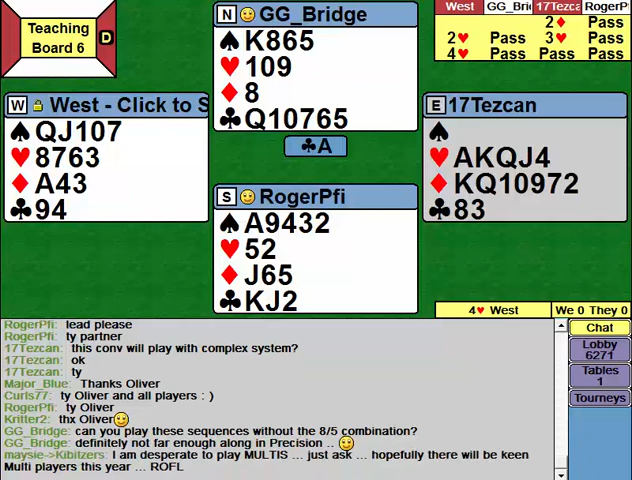 Teaching
Board 6
D
N GG_Bridge
♠ K865
♥ 109
♦ 8
♣ Q10765
West GG_Bri 17Tezca RogerPf
2♦ Pass
2♥ Pass 3♥ Pass
4♥ Pass Pass Pass
W West - Click to S
♠ QJ107
♥ 8763
♦ A43
♣ 94
♣A
E 17Tezcan
♠
♥ AKQJ4
♦ KQ10972
♣ 83
S RogerPfi
♠ A9432
♥ 52
♦ J65
♣ KJ2
4♥ West We 0 They 0
RogerPfi: lead please
RogerPfi: ty partner
17Tezcan: this conv will play with complex system?
17Tezcan: ok
17Tezcan: ty
Major_Blue: Thanks Oliver
Curls77: ty Oliver and all players : )
RogerPfi: ty Oliver
Kritter2: thx Oliver
GG_Bridge: can you play these sequences without the 8/5 combination?
GG_Bridge: definitely not far enough along in Precision ..
maysie->Kibitzers: I am desperate to play MULTIS ... just ask ... hopefully there will be keen
Multi players this year ... ROFL
Chat
Lobby
6271
Tables
1
Tourneys